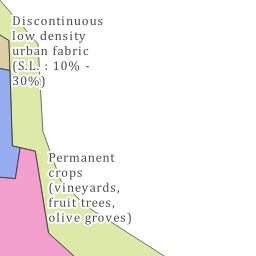 Discontinuous
low density
urban fabric
(S.L. : 10% -
30%)
Permanent
crops
(vineyards,
fruit trees,
olive groves)